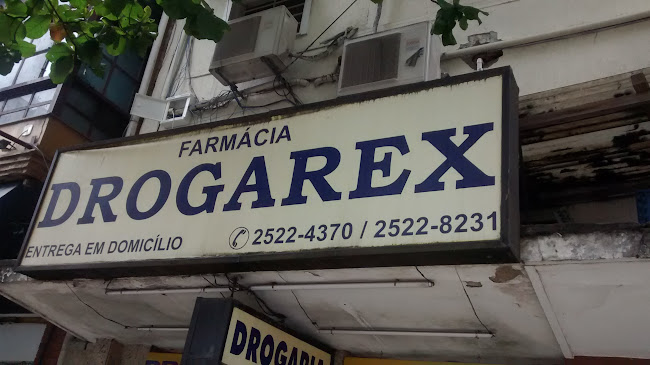 FARMÁCIA
DROGAREX
ENTREGA EM DOMICÍLIO
2522-4370 / 2522-8231
DROGARIA